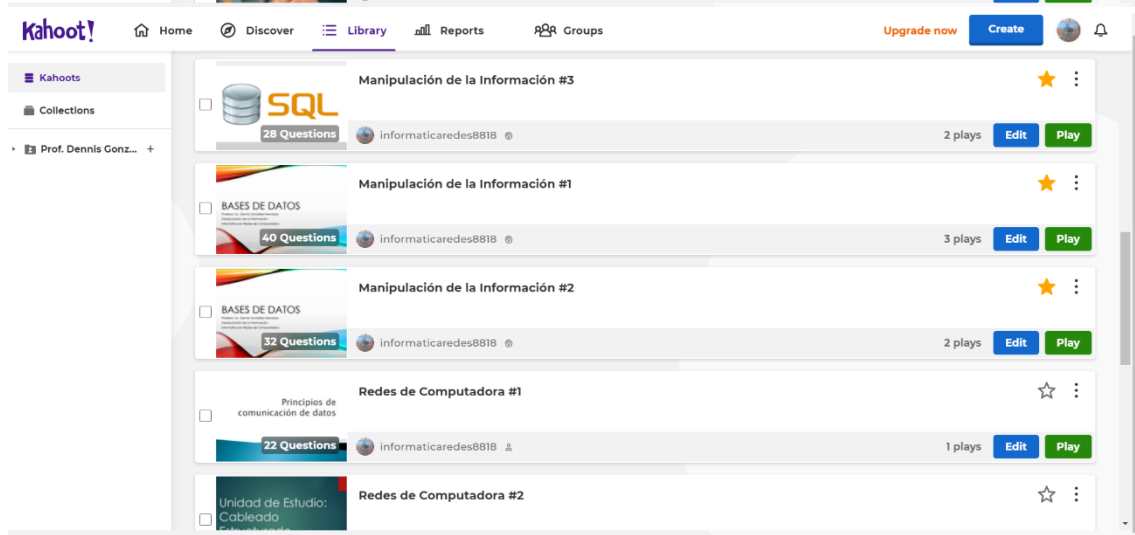 Kahoot!
Home
Discover
Library
Reports
Groups
Upgrade now
Create
Kahoots
Collections
Prof. Dennis Gonz... +
SQL
28 Questions
Manipulación de la Información #3
informaticaredes8818
2 plays
Edit
Play
BASES DE DATOS
40 Questions
Manipulación de la Información #1
informaticaredes8818
3 plays
Edit
Play
BASES DE DATOS
32 Questions
Manipulación de la Información #2
informaticaredes8818
2 plays
Edit
Play
Principios de
comunicación de datos
22 Questions
Redes de Computadora #1
informaticaredes8818
1 plays
Edit
Play
Unidad de Estudio:
Cableado
Estructurado
Redes de Computadora #2